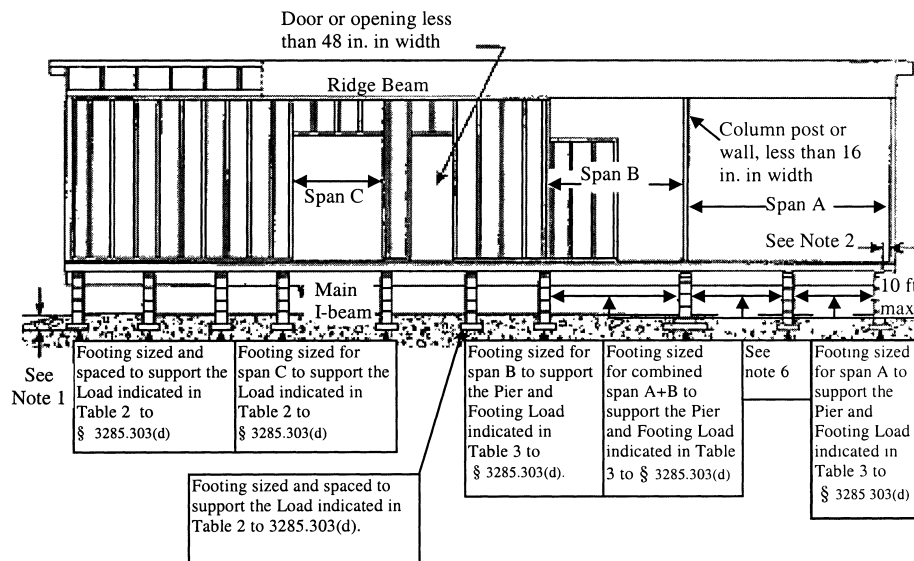 Door or opening less
than 48 in. in width
Ridge Beam
Column post or
wall, less than 16
in. in width
Span C
Span B
Span A
See Note 2
Main
I-beam
10 ft
max
See
Note 1
Footing sized and
spaced to support the
Load indicated in
Table 2 to
§ 3285.303(d)
Footing sized for
span C to support the
Load indicated in
Table 2 to
§ 3285.303(d)
Footing sized for
span B to support
the Pier and
Footing Load
indicated in
Table 3 to
§ 3285.303(d).
Footing sized
for combined
span A+B to
support the Pier
and Footing Load
indicated in Table
3 to § 3285.303(d)
See
note 6
Footing sized
for span A to
support the
Pier and
Footing Load
indicated in
Table 3 to
§ 3285 303(d)
Footing sized and spaced to
support the Load indicated in
Table 2 to 3285.303(d).